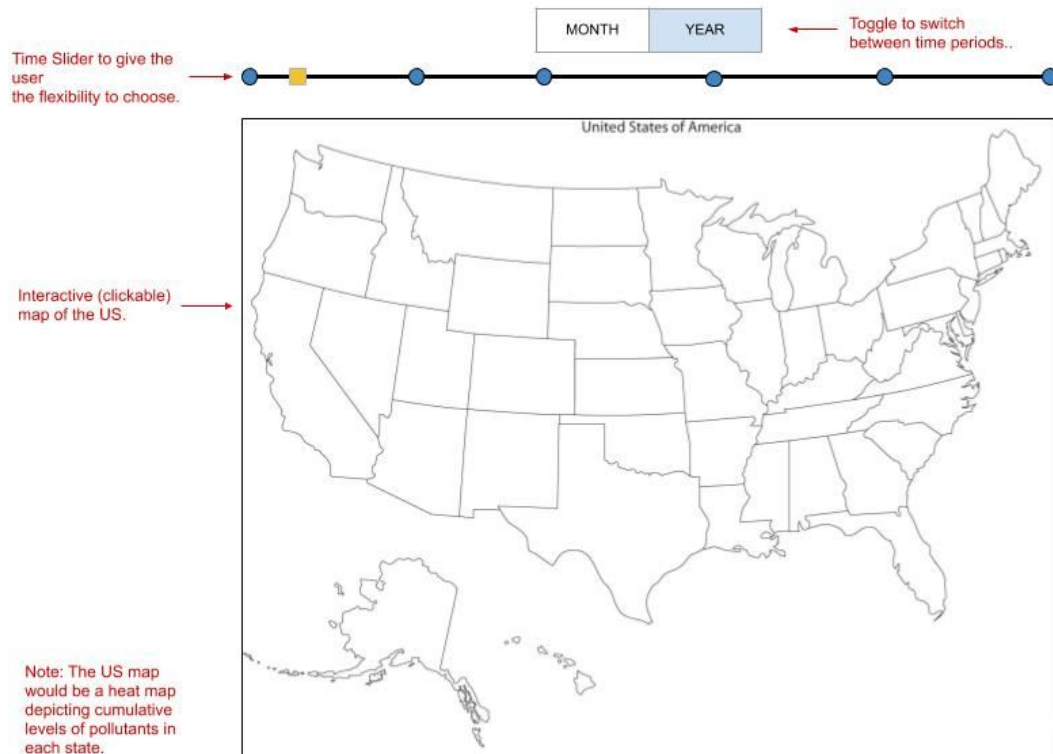 MONTH
YEAR
Toggle to switch
between time periods..
Time Slider to give the
user
the flexibility to choose.
United States of America
Interactive (clickable)
map of the US.
Note: The US map
would be a heat map
depicting cumulative
levels of pollutants in
each state.